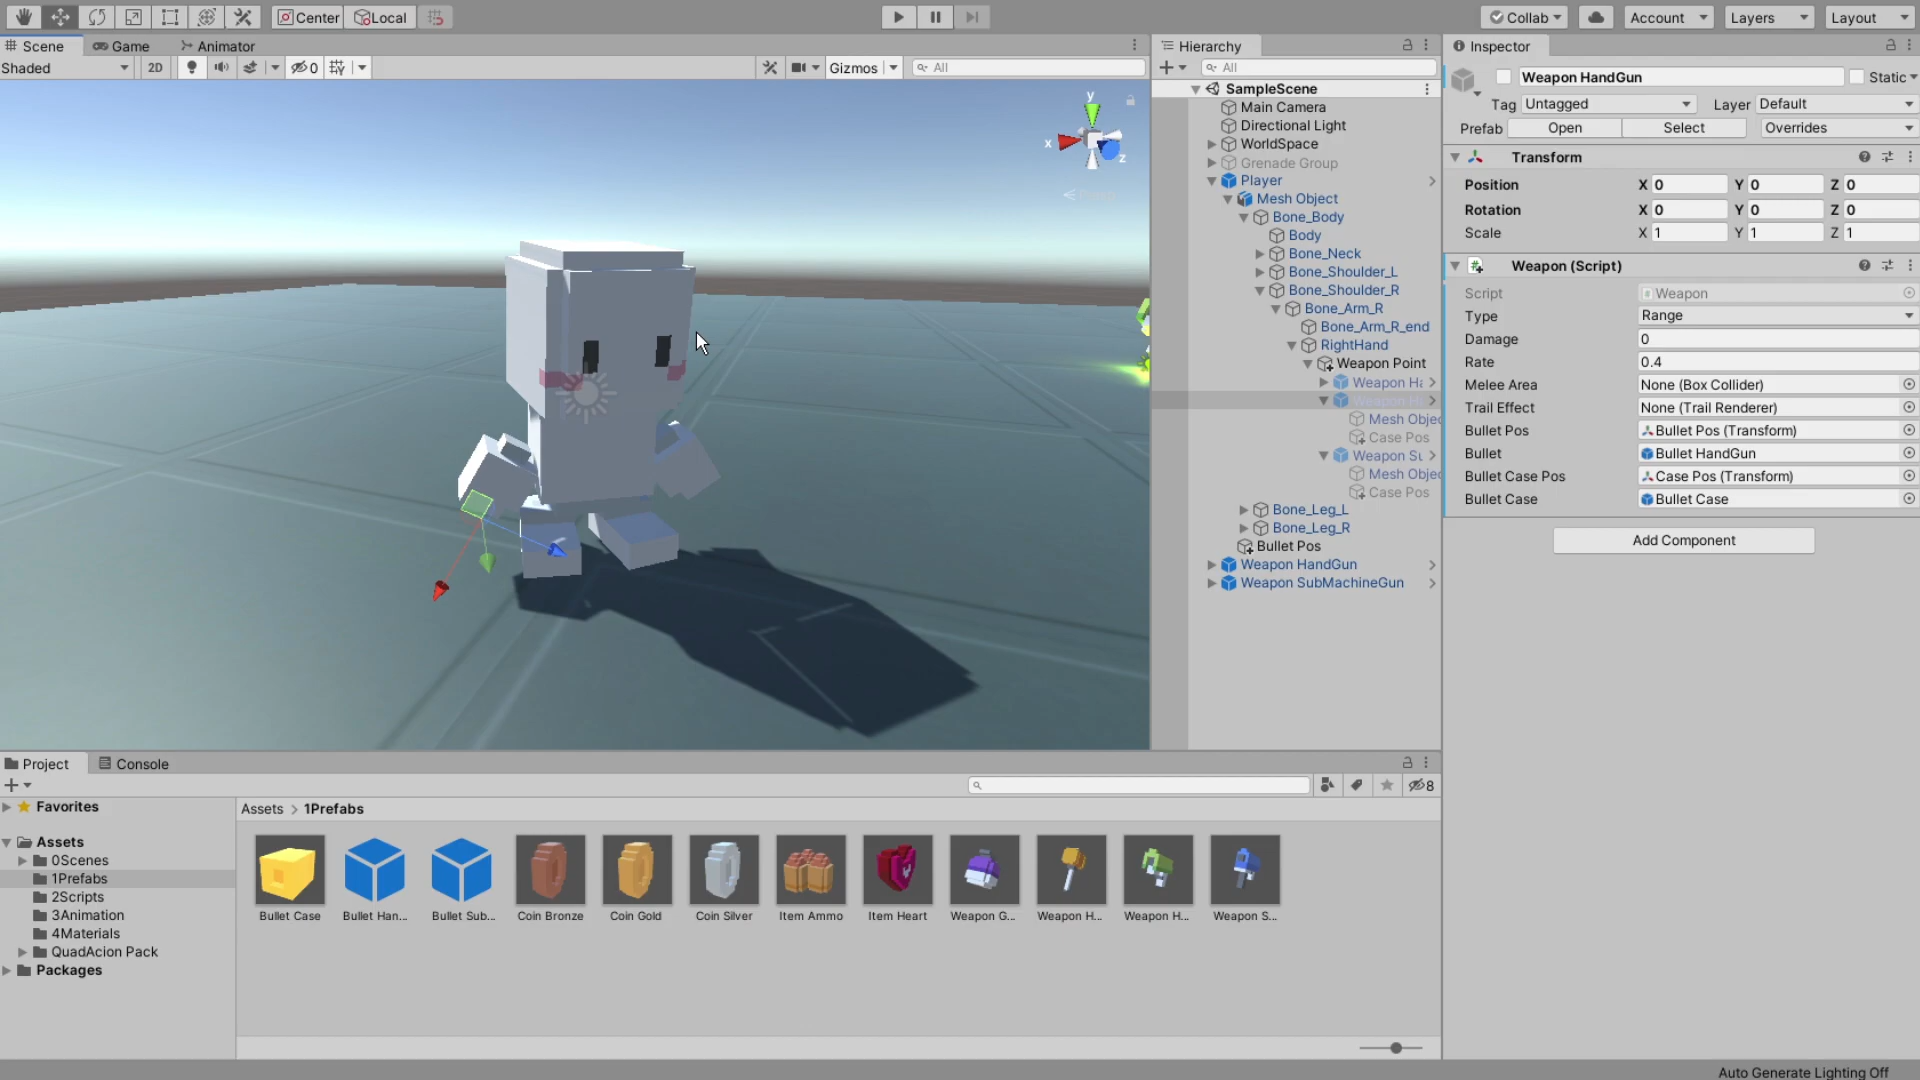 Center
Local
Collab
Account
Layers
Layout
Scene
Game
Animator
Shaded
2D
0
Gizmos
All
y
x
z
Persp
Hierarchy
All
SampleScene
Main Camera
Directional Light
WorldSpace
Grenade Group
Player
Mesh Object
Bone_Body
Body
Bone_Neck
Bone_Shoulder_L
Bone_Shoulder_R
Bone_Arm_R
Bone_Arm_R_end
RightHand
Weapon Point
Weapon Ha
Weapon H
Mesh Objec
Case Pos
Weapon Su
Mesh Objec
Case Pos
Bone_Leg_L
Bone_Leg_R
Bullet Pos
Weapon HandGun
Weapon SubMachineGun
Inspector
Weapon HandGun
Static
Tag Untagged
Layer Default
Prefab Open Select Overrides
Transform
Position X 0 Y 0 Z 0
Rotation X 0 Y 0 Z 0
Scale X 1 Y 1 Z 1
Weapon (Script)
Script Weapon
Type Range
Damage 0
Rate 0.4
Melee Area None (Box Collider)
Trail Effect None (Trail Renderer)
Bullet Pos Bullet Pos (Transform)
Bullet Bullet HandGun
Bullet Case Pos Case Pos (Transform)
Bullet Case Bullet Case
Add Component
Project
Console
8
Favorites
Assets
0Scenes
1Prefabs
2Scripts
3Animation
4Materials
QuadAcion Pack
Packages
Assets > 1Prefabs
Bullet Case
Bullet Han...
Bullet Sub...
Coin Bronze
Coin Gold
Coin Silver
Item Ammo
Item Heart
Weapon G...
Weapon H...
Weapon H...
Weapon S...
Auto Generate Lighting Off